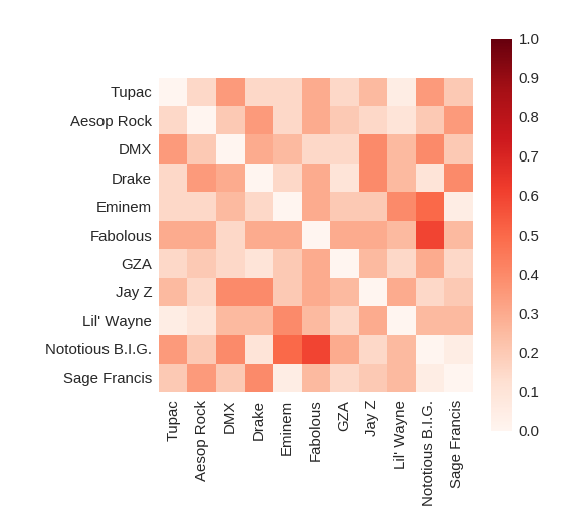 Tupac
Aesop Rock
DMX
Drake
Eminem
Fabolous
GZA
Jay Z
Lil' Wayne
Nototious B.I.G.
Sage Francis
Tupac
Aesop Rock
DMX
Drake
Eminem
Fabolous
GZA
Jay Z
Lil' Wayne
Nototious B.I.G.
Sage Francis
1.0
0.9
0.8
0.7
0.6
0.5
0.4
0.3
0.2
0.1
0.0